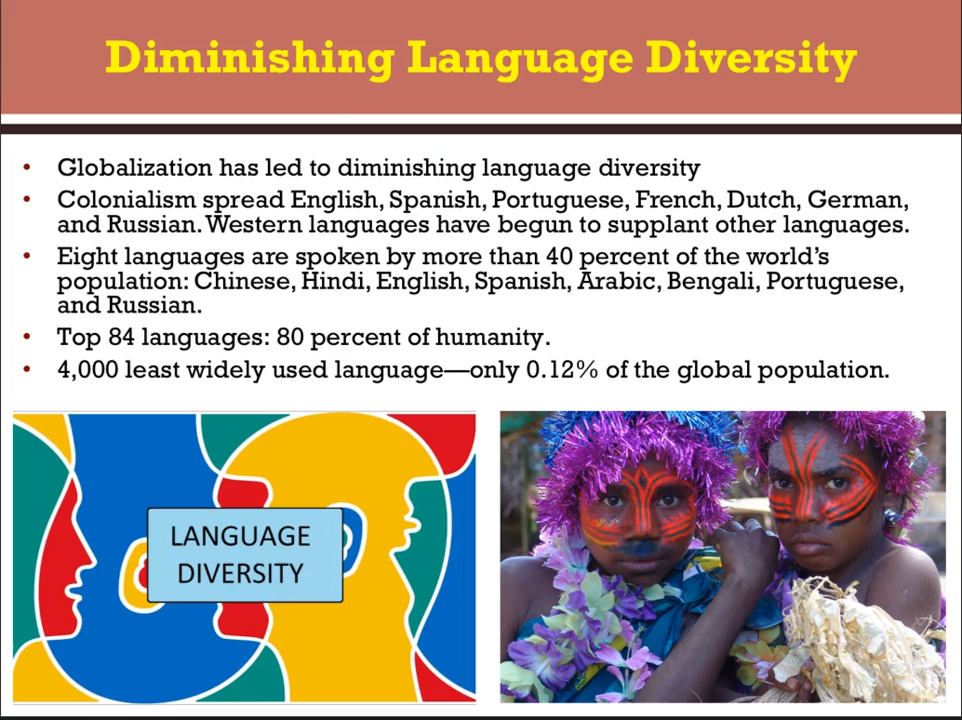 Diminishing Language Diversity
• Globalization has led to diminishing language diversity
• Colonialism spread English, Spanish, Portuguese, French, Dutch, German,
and Russian. Western languages have begun to supplant other languages.
• Eight languages are spoken by more than 40 percent of the world’s
population: Chinese, Hindi, English, Spanish, Arabic, Bengali, Portuguese,
and Russian.
• Top 84 languages: 80 percent of humanity.
• 4,000 least widely used language—only 0.12% of the global population.
LANGUAGE
DIVERSITY